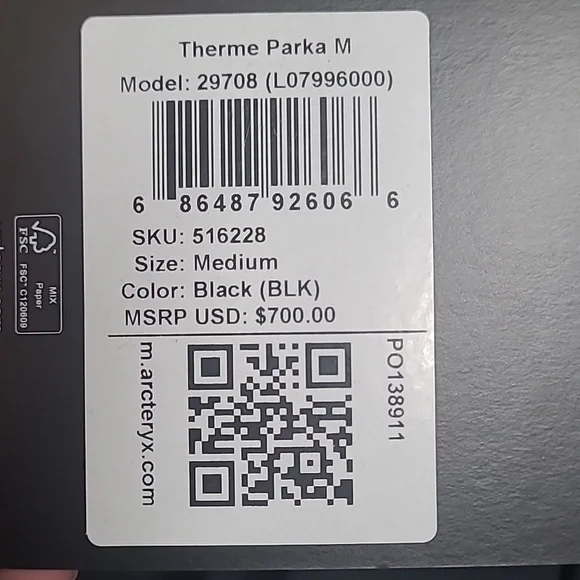 Therme Parka M
Model: 29708 (L07996000)
6 86487 92606 6
SKU: 516228
Size: Medium
Color: Black (BLK)
MSRP USD: $700.00
m.arcteryx.com
PO138911
FSC
MIX
Paper
FSC™ C120609